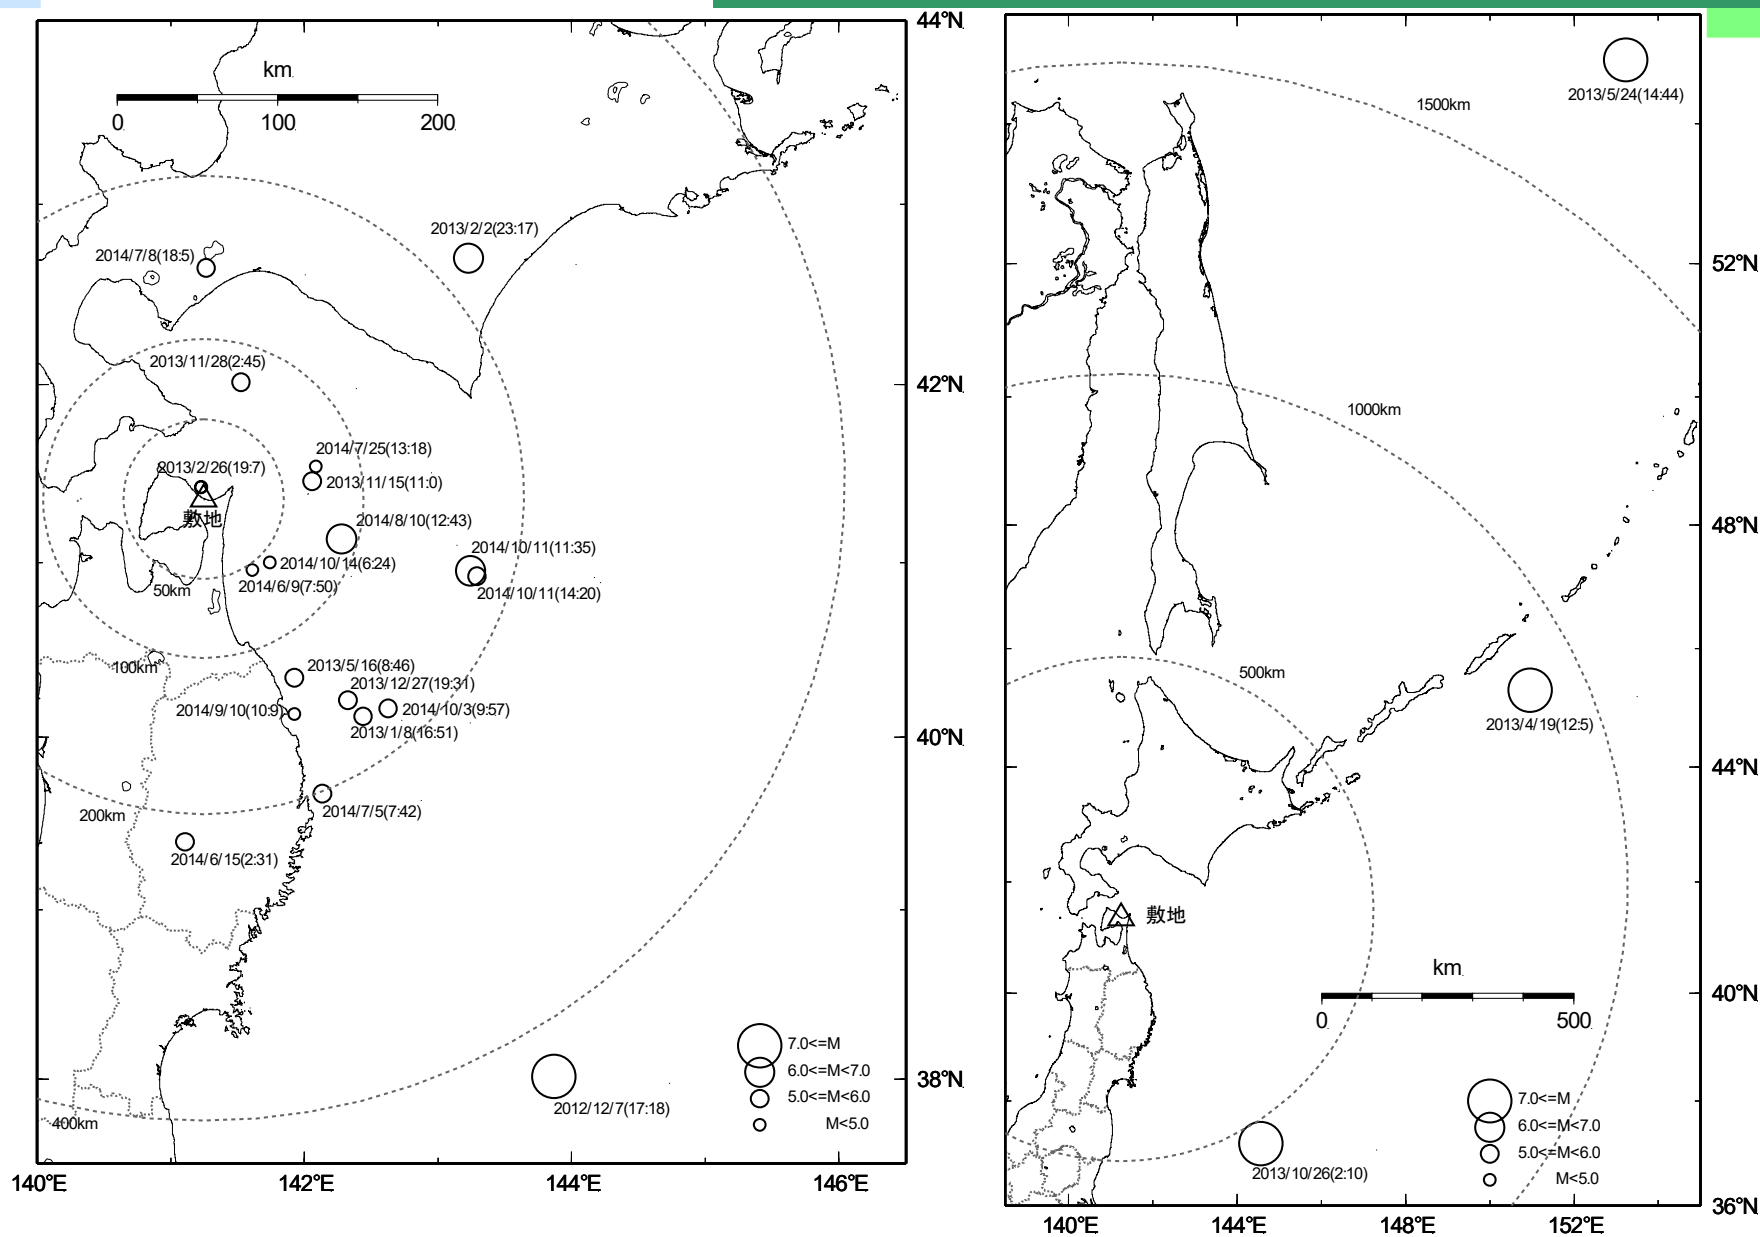 44°N
km
0
100
200
2013/2/2(23:17)
2014/7/8(18:5)
2013/11/28(2:45)
42°N
2014/7/25(13:18)
2013/2/26(19:7)
2013/11/15(11:0)
敷地
2014/8/10(12:43)
2014/10/11(11:35)
2014/10/14(6:24)
2014/6/9(7:50)
50km
2014/10/11(14:20)
100km
2013/5/16(8:46)
2013/12/27(19:31)
2014/9/10(10:9)
2014/10/3(9:57)
2013/1/8(16:51)
40°N
200km
2014/7/5(7:42)
2014/6/15(2:31)
7.0<=M
6.0<=M<7.0
5.0<=M<6.0
M<5.0
38°N
2012/12/7(17:18)
400km
140°E
142°E
144°E
146°E
2013/5/24(14:44)
1500km
52°N
1000km
48°N
500km
2013/4/19(12:5)
44°N
敷地
km
0
500
40°N
7.0<=M
6.0<=M<7.0
5.0<=M<6.0
M<5.0
2013/10/26(2:10)
36°N
140°E
144°E
148°E
152°E